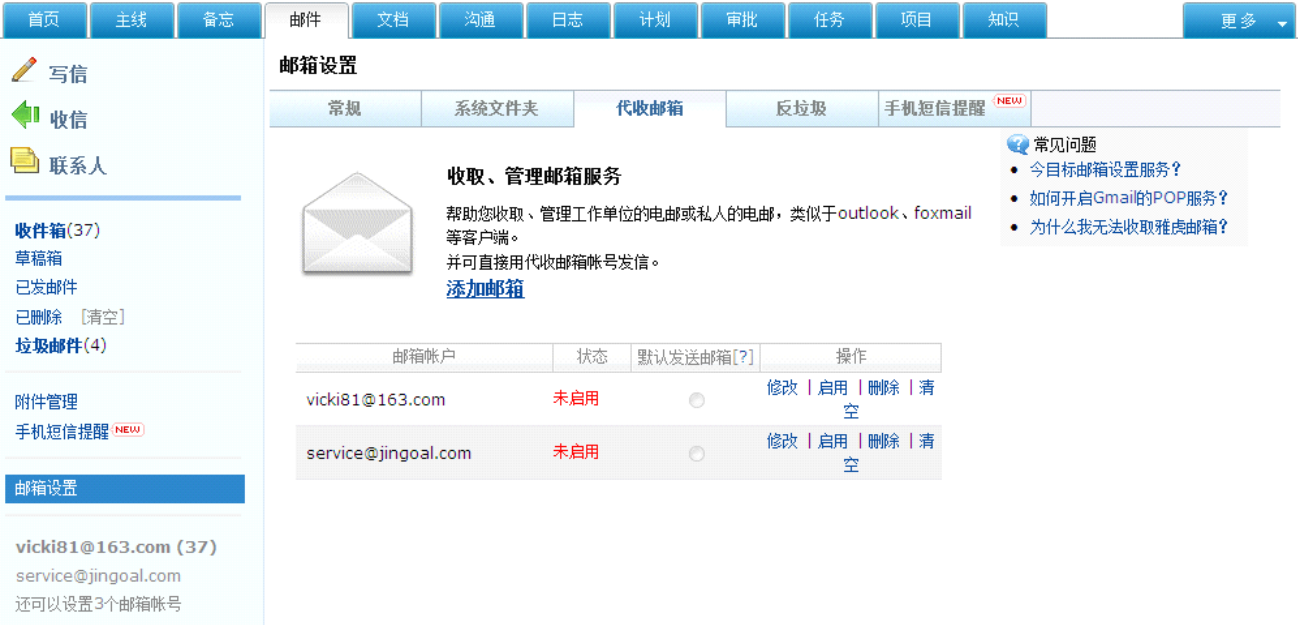 首页 主线 备忘 邮件 文档 沟通 日志 计划 审批 任务 项目 知识 更多
写信
收信
联系人
收件箱(37)
草稿箱
已发邮件
已删除 [清空]
垃圾邮件(4)
附件管理
手机短信提醒 NEW
邮箱设置
vicki81@163.com (37)
service@jingoal.com
还可以设置3个邮箱帐号
邮箱设置
常规 系统文件夹 代收邮箱 反垃圾 手机短信提醒 NEW
收取、管理邮箱服务
帮助您收取、管理工作单位的电邮或私人的电邮，类似于outlook、foxmail
等客户端。
并可直接用代收邮箱帐号发信。
添加邮箱
邮箱帐户 状态 默认发送邮箱[?] 操作
vicki81@163.com 未启用 修改 | 启用 | 删除 | 清
空
service@jingoal.com 未启用 修改 | 启用 | 删除 | 清
空
常见问题
今目标邮箱设置服务?
如何开启Gmail的POP服务?
为什么我无法收取雅虎邮箱?